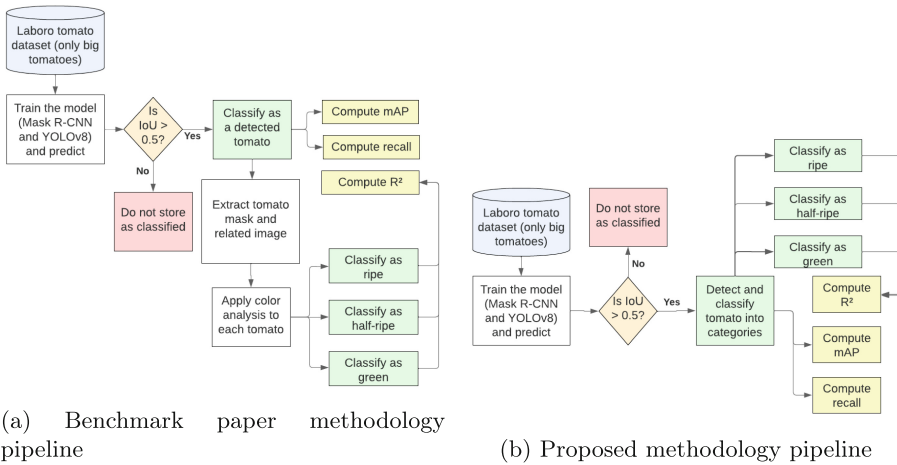 Laboro tomato
dataset (only big
tomatoes)
Train the model
(Mask R-CNN
and YOLOv8)
and predict
Is
IoU >
0.5?
Yes
No
Do not store
as classified
Classify as
a detected
tomato
Compute mAP
Compute recall
Compute R²
Extract tomato
mask and
related image
Apply color
analysis to
each tomato
Classify as
ripe
Classify as
half-ripe
Classify as
green
(a) Benchmark paper methodology
pipeline
Laboro tomato
dataset (only big
tomatoes)
Train the model
(Mask R-CNN
and YOLOv8)
and predict
Is IoU
> 0.5?
No
Do not store
as classified
Yes
Detect and
classify
tomato into
categories
Classify as
ripe
Classify as
half-ripe
Classify as
green
Compute
R²
Compute
mAP
Compute
recall
(b) Proposed methodology pipeline